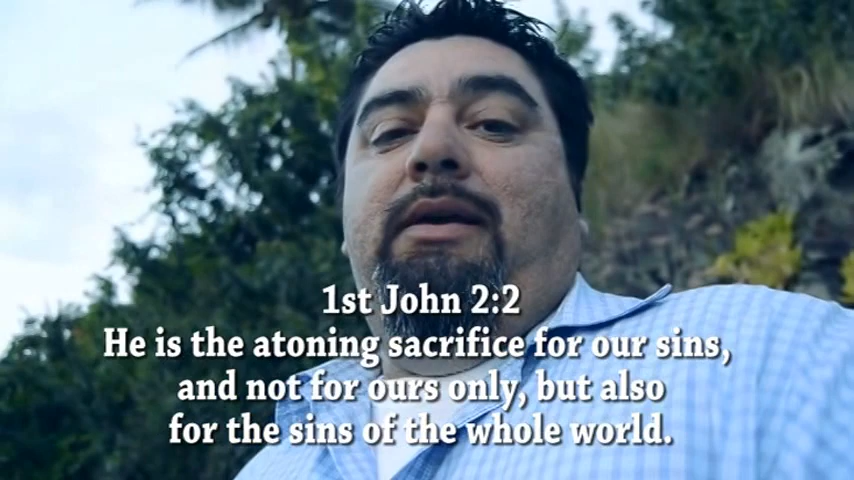 1st John 2:2
He is the atoning sacrifice for our sins,
and not for ours only, but also
for the sins of the whole world.